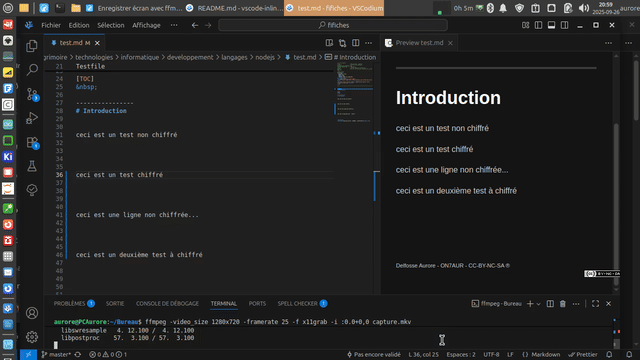 0h 5m
20:59
2025-09-26
aurore
Enregistrer écran avec ffm...
README.md - vscode-inlin...
test.md - fifiches - VSCodium
Fichier Edition Sélection Affichage ...
fifiches
test.md M
Preview test.md
grimoire > technologies > informatique > developpement > langages > nodejs > test.md > # Introduction
21 Testfile
24 [TOC]
25 &nbsp;
26
27 ----------------
28 # Introduction
29
30
31 ceci est un test non chiffré
32
33
34
35
36 ceci est un test chiffré
37
38
39
40
41 ceci est une ligne non chiffrée...
42
43
44
45
46 ceci est un deuxième test à chiffré
47
48
49
50
Introduction
ceci est un test non chiffré
ceci est un test chiffré
ceci est une ligne non chiffrée...
ceci est un deuxième test à chiffré
Delfosse Aurore - ON7AUR - CC-BY-NC-SA ®
PROBLÈMES 1 SORTIE CONSOLE DE DÉBOGAGE TERMINAL PORTS SPELL CHECKER 1
ffmpeg - Bureau
aurore@PCAurore:~/Bureau$ ffmpeg -video_size 1280x720 -framerate 25 -f x11grab -i :0.0+0,0 capture.mkv
libswresample 4. 12.100 / 4. 12.100
libpostproc 57. 3.100 / 57. 3.100
master* Pas encore validé L 36, col 25 Espaces : 2 UTF-8 LF Markdown